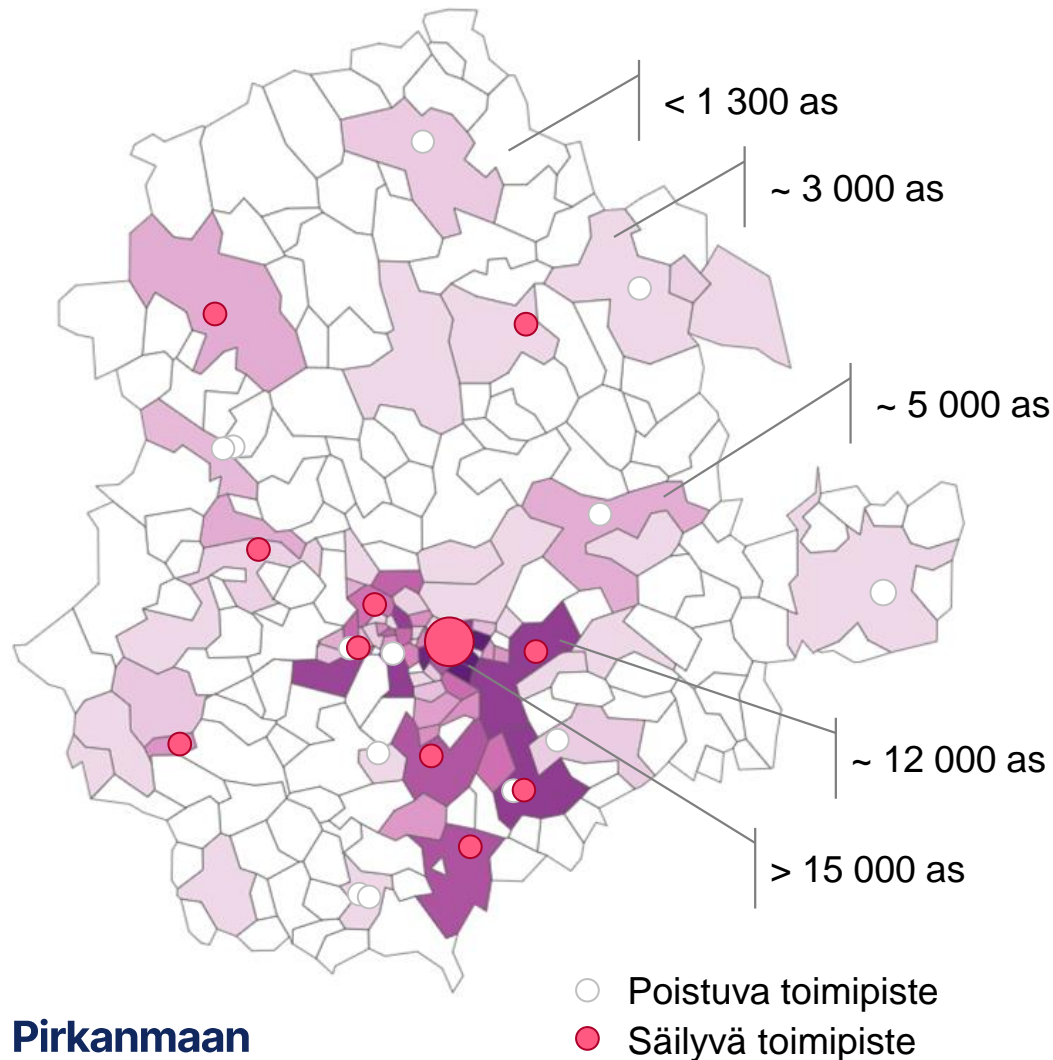 < 1 300 as
~ 3 000 as
~ 5 000 as
~ 12 000 as
> 15 000 as
Poistuva toimipiste
Säilyvä toimipiste
Pirkanmaan